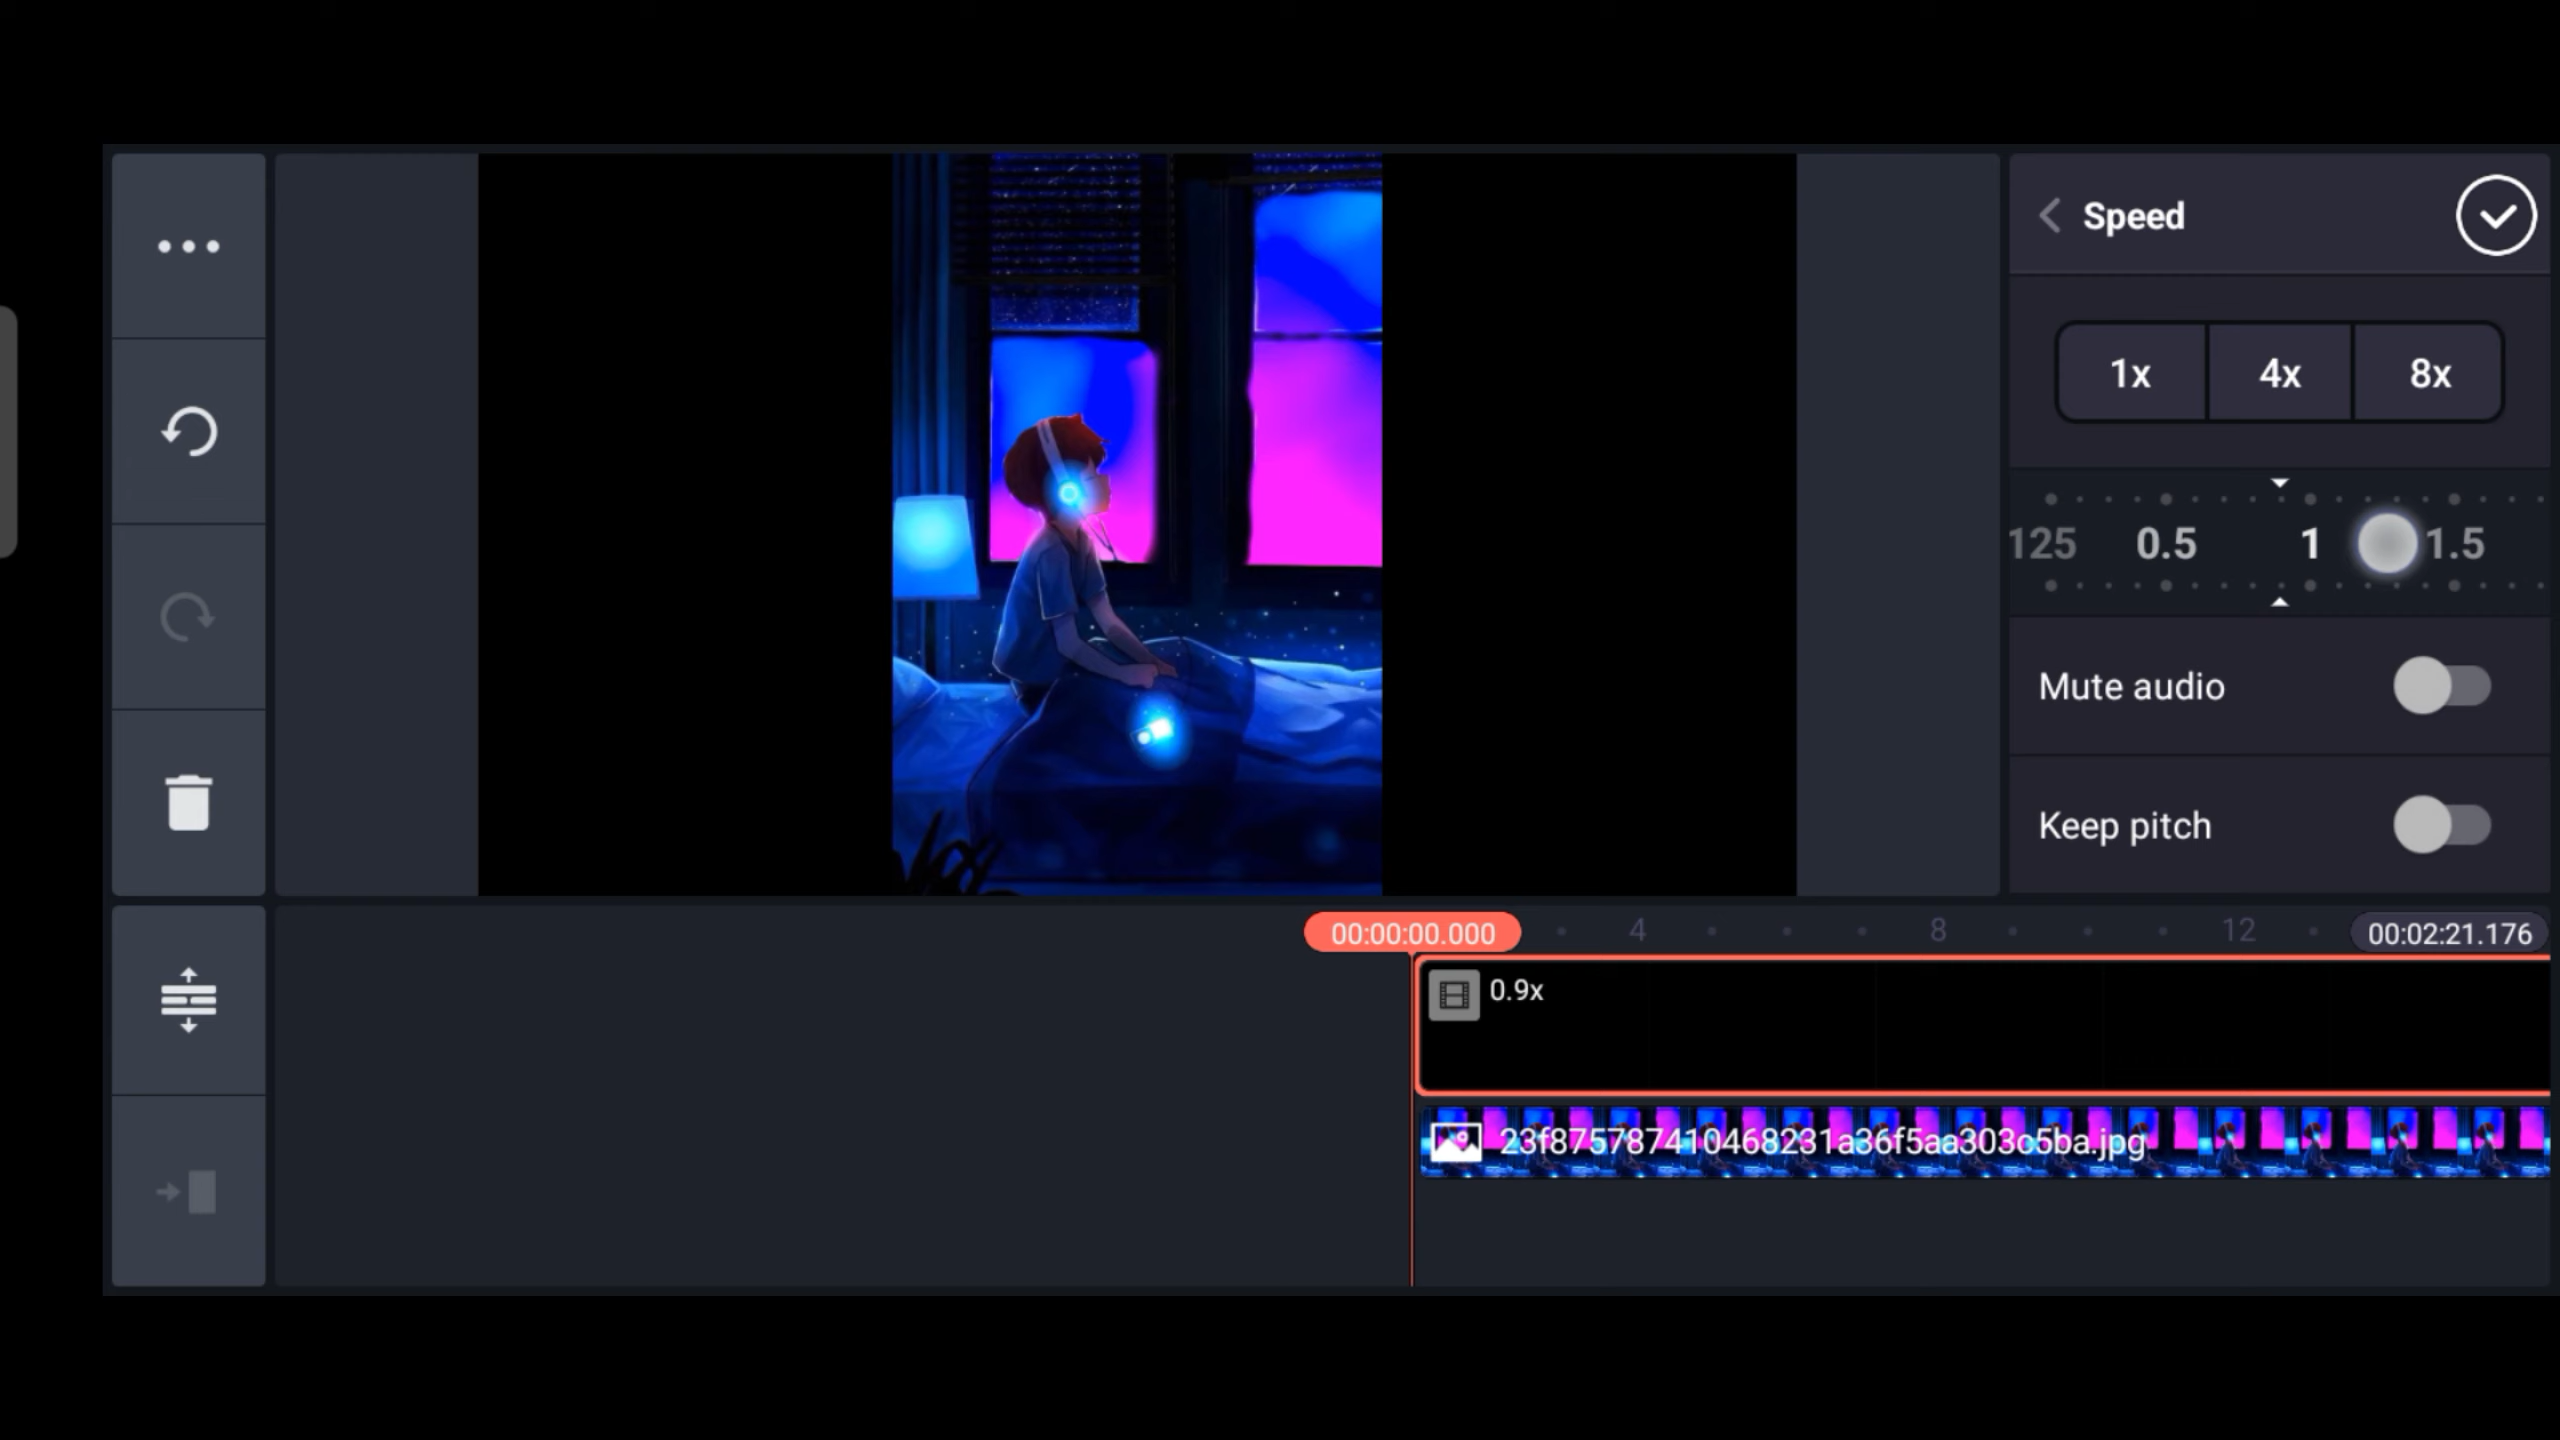 Speed
1x 4x 8x
125 0.5 1 1.5
Mute audio
Keep pitch
00:00:00.000 4 8 12 00:02:21.176
0.9x
23f875787410468231a36f5aa303c5ba.jpg